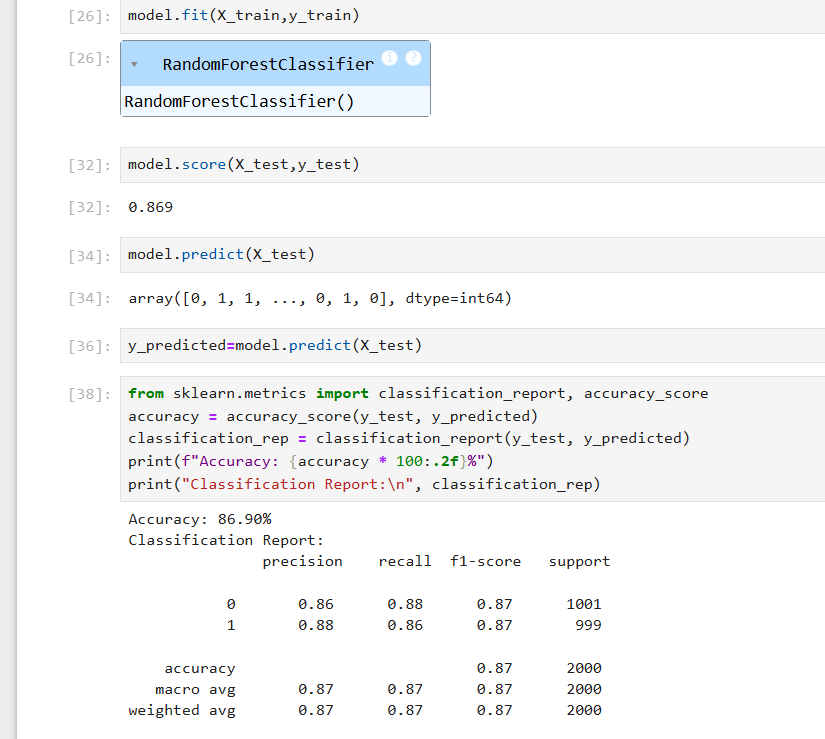 [26]: model.fit(X_train,y_train)
[26]: ▾ RandomForestClassifier i ?
RandomForestClassifier()
[32]: model.score(X_test,y_test)
[32]: 0.869
[34]: model.predict(X_test)
[34]: array([0, 1, 1, ..., 0, 1, 0], dtype=int64)
[36]: y_predicted=model.predict(X_test)
[38]: from sklearn.metrics import classification_report, accuracy_score
accuracy = accuracy_score(y_test, y_predicted)
classification_rep = classification_report(y_test, y_predicted)
print(f"Accuracy: {accuracy * 100:.2f}%")
print("Classification Report:\n", classification_rep)
Accuracy: 86.90%
Classification Report:
precision recall f1-score support
0 0.86 0.88 0.87 1001
1 0.88 0.86 0.87 999
accuracy 0.87 2000
macro avg 0.87 0.87 0.87 2000
weighted avg 0.87 0.87 0.87 2000